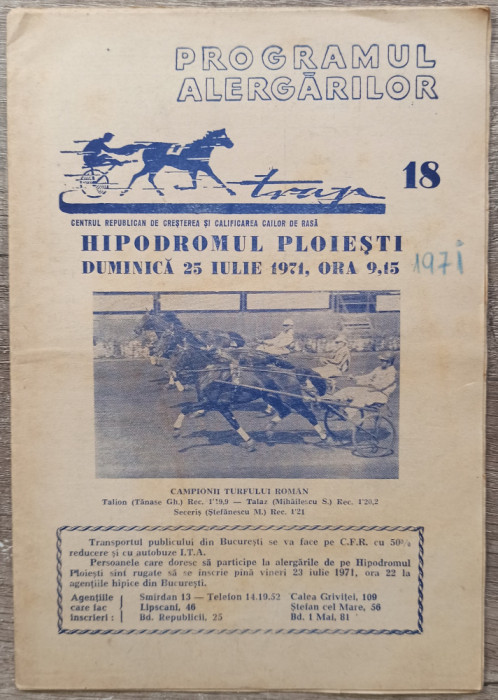 PROGRAMUL
ALERGĂRILOR
trap
18
CENTRUL REPUBLICAN DE CREȘTEREA ȘI CALIFICAREA CAILOR DE RASĂ
HIPODROMUL PLOIEȘTI
DUMINICĂ 25 IULIE 1971, ORA 9,15
1971
CAMPIONII TURFULUI ROMAN
Talion (Tănase Gh.) Rec. 1'19,9 — Talaz (Mihăilescu S.) Rec. 1'20,2
Seceriș (Ștefănescu M.) Rec. 1'21
Transportul publicului din București se va face pe C.F.R. cu 50%
reducere și cu autobuze I.T.A.
Persoanele care doresc să participe la alergările de pe Hipodromul
Ploiești sînt rugate să se inscrie pină vineri 23 iulie 1971, ora 22 la
agențiile hipice din București.
Agențiile Smirdan 13 — Telefon 14.19.52 Calea Griviței, 109
care fac Lipscani, 46 Ștefan cel Mare, 56
inscrieri : Bd. Republicii, 25 Bd. 1 Mai, 81